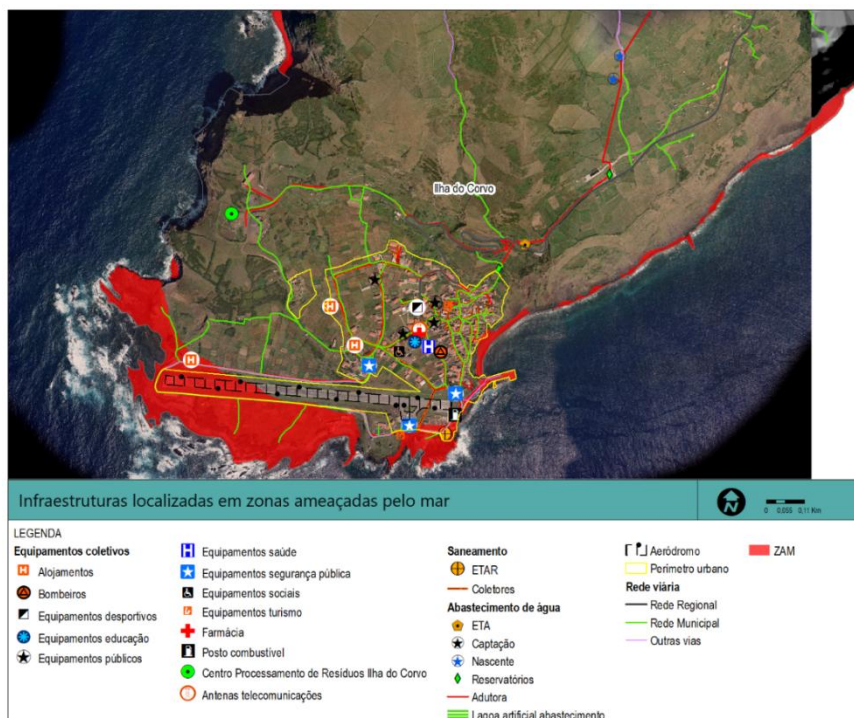 Ilha do Corvo
Infraestruturas localizadas em zonas ameaçadas pelo mar
N
0 0,055 0,11 Km
LEGENDA
Equipamentos coletivos
Alojamentos
Bombeiros
Equipamentos desportivos
Equipamentos educação
Equipamentos públicos
Equipamentos saúde
Equipamentos segurança pública
Equipamentos sociais
Equipamentos turismo
Farmácia
Posto combustível
Centro Processamento de Resíduos Ilha do Corvo
Antenas telecomunicações
Saneamento
ETAR
Coletores
Abastecimento de água
ETA
Captação
Nascente
Reservatórios
Adutora
Lagoa artificial abastecimento
Aeródromo
Perímetro urbano
Rede viária
Rede Regional
Rede Municipal
Outras vias
ZAM